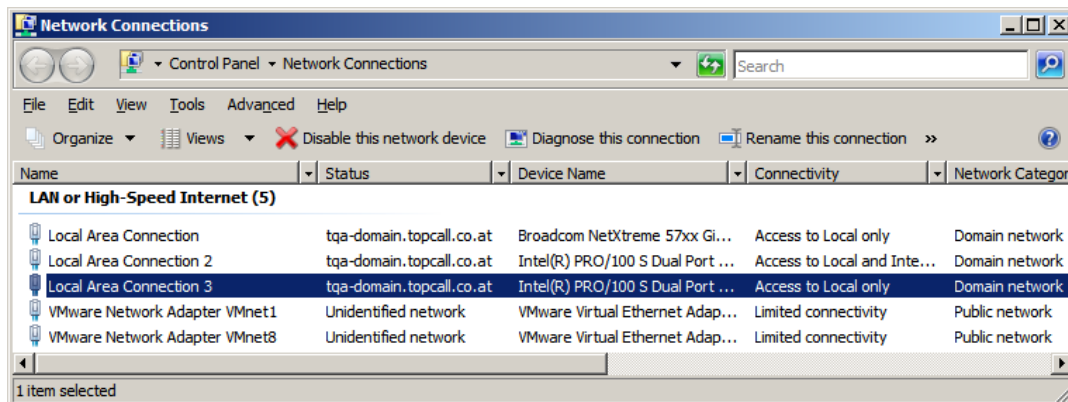 Network Connections
Control Panel Network Connections Search
File Edit View Tools Advanced Help
Organize Views Disable this network device Diagnose this connection Rename this connection »
Name Status Device Name Connectivity Network Categor
LAN or High-Speed Internet (5)
Local Area Connection tqa-domain.topcall.co.at Broadcom NetXtreme 57xx Gi... Access to Local only Domain network
Local Area Connection 2 tqa-domain.topcall.co.at Intel(R) PRO/100 S Dual Port ... Access to Local and Inte... Domain network
Local Area Connection 3 tqa-domain.topcall.co.at Intel(R) PRO/100 S Dual Port ... Access to Local only Domain network
VMware Network Adapter VMnet1 Unidentified network VMware Virtual Ethernet Adap... Limited connectivity Public network
VMware Network Adapter VMnet8 Unidentified network VMware Virtual Ethernet Adap... Limited connectivity Public network
1 item selected